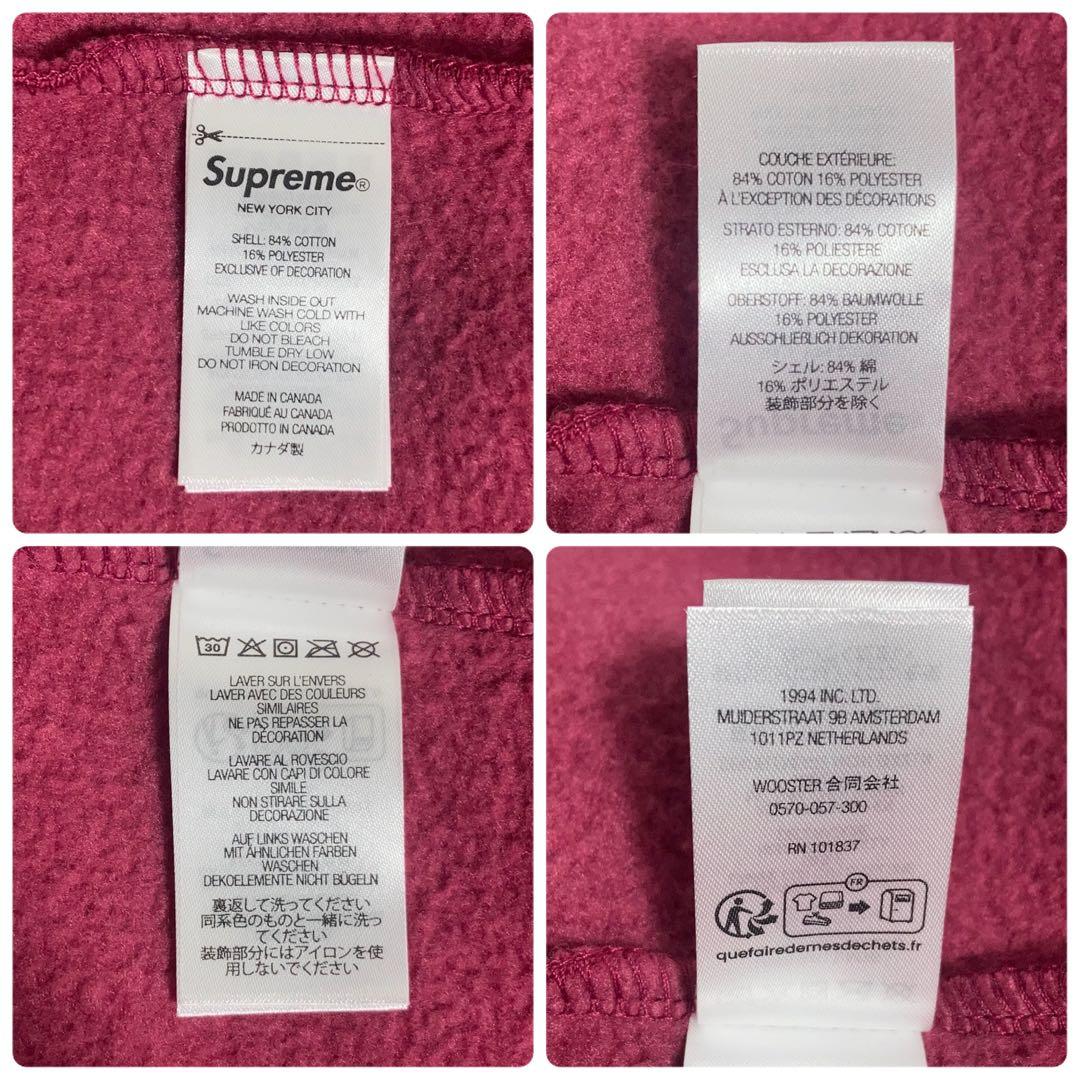 Supreme®
NEW YORK CITY
SHELL: 84% COTTON
16% POLYESTER
EXCLUSIVE OF DECORATION
WASH INSIDE OUT
MACHINE WASH COLD WITH
LIKE COLORS
DO NOT BLEACH
TUMBLE DRY LOW
DO NOT IRON DECORATION
MADE IN CANADA
FABRIQUÉ AU CANADA
PRODOTTO IN CANADA
カナダ製
COUCHE EXTÉRIEURE:
84% COTON 16% POLYESTER
À L'EXCEPTION DES DÉCORATIONS
STRATO ESTERNO: 84% COTONE
16% POLIESTERE
ESCLUSA LA DECORAZIONE
OBERSTOFF: 84% BAUMWOLLE
16% POLYESTER
AUSSCHLIEßLICH DEKORATION
シェル: 84% 綿
16% ポリエステル
装飾部分を除く
30
LAVER SUR L'ENVERS
LAVER AVEC DES COULEURS
SIMILAIRES
NE PAS REPASSER LA
DÉCORATION
LAVARE AL ROVESCIO
LAVARE CON CAPI DI COLORE
SIMILE
NON STIRARE SULLA
DECORAZIONE
AUF LINKS WASCHEN
MIT ÄHNLICHEN FARBEN
WASCHEN
DEKOELEMENTE NICHT BÜGELN
裏返して洗ってください
同系色のものと一緒に洗っ
てください
装飾部分にはアイロンを使
用しないでください
1994 INC. LTD.
MUIDERSTRAAT 9B AMSTERDAM
1011PZ NETHERLANDS
WOOSTER 合同会社
0570-057-300
RN 101837
FR
quefairedemesdechets.fr